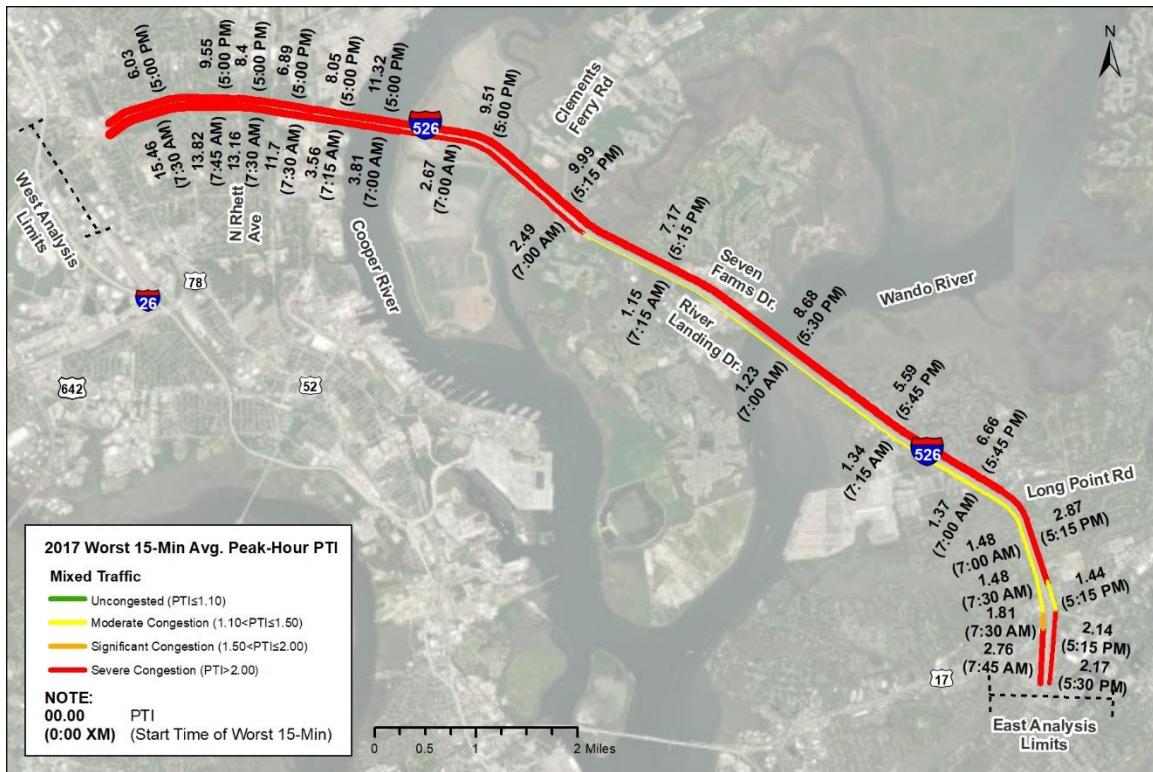 6.03
(5:00 PM)
9.55
(5:00 PM)
8.4
(5:00 PM)
6.89
(5:00 PM)
8.05
(5:00 PM)
11.32
(5:00 PM)
9.51
(5:00 PM)
Clements
Ferry Rd
9.99
(5:15 PM)
N
526
15.46
(7:30 AM)
13.82
(7:45 AM)
13.16
(7:30 AM)
11.7
(7:30 AM)
3.56
(7:15 AM)
3.81
(7:00 AM)
2.67
(7:00 AM)
2.49
(7:00 AM)
West Analysis
Limits
N Rhett
Ave
Cooper River
7.17
(5:15 PM)
Seven
Farms Dr.
Wando River
78
26
1.15
(7:15 AM)
River
Landing Dr.
8.68
(5:30 PM)
642
52
1.23
(7:00 AM)
5.59
(5:45 PM)
526
6.66
(5:45 PM)
1.34
(7:15 AM)
Long Point Rd
1.37
(7:00 AM)
2.87
(5:15 PM)
1.48
(7:00 AM)
1.48
(7:30 AM)
1.44
(5:15 PM)
1.81
(7:30 AM)
2.14
(5:15 PM)
2.76
(7:45 AM)
2.17
(5:30 PM)
17
East Analysis
Limits
2017 Worst 15-Min Avg. Peak-Hour PTI
Mixed Traffic
Uncongested (PTI≤1.10)
Moderate Congestion (1.10<PTI≤1.50)
Significant Congestion (1.50<PTI≤2.00)
Severe Congestion (PTI>2.00)
NOTE:
00.00 PTI
(0:00 XM) (Start Time of Worst 15-Min)
0 0.5 1 2 Miles